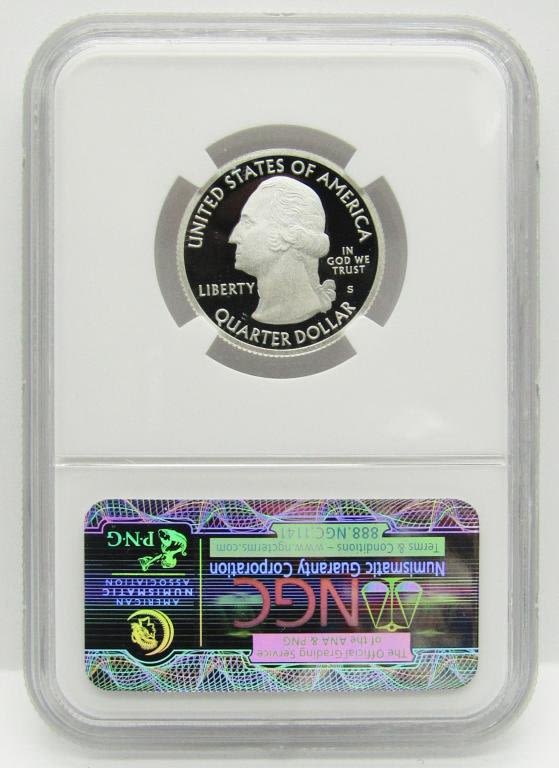 UNITED STATES OF AMERICA
IN
GOD WE
TRUST
LIBERTY
S
QUARTER DOLLAR
The Official Grading Service
of the ANA & PNG
NGC
Numismatic Guaranty Corporation
Terms & Conditions – www.ngcterms.com
888.NGC.1141
AMERICAN
NUMISMATIC
ASSOCIATION
P·N·G